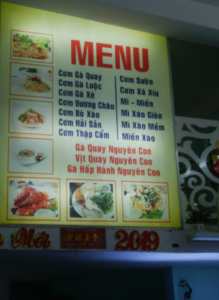 MENU
Cơm Gà Quay
Cơm Gà Luộc
Cơm Gà Xé
Cơm Dương Châu
Cơm Bò Xào
Cơm Hải Sản
Cơm Thập Cẩm
Cơm Sườn
Cơm Xá Xíu
Mì - Miến
Mì Xào Giòn
Mì Xào Mềm
Miến Xào
Gà Quay Nguyên Con
Vịt Quay Nguyên Con
Gà Hấp Hành Nguyên Con
2019